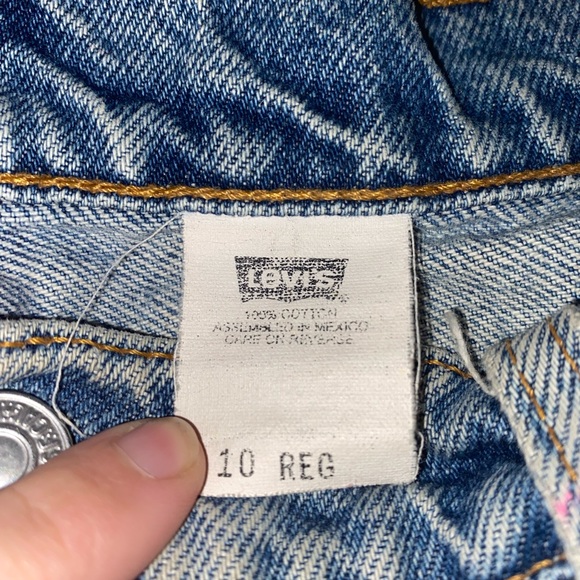 Levi's
®
100% COTTON
ASSEMBLED IN MEXICO
CARE ON REVERSE
10 REG